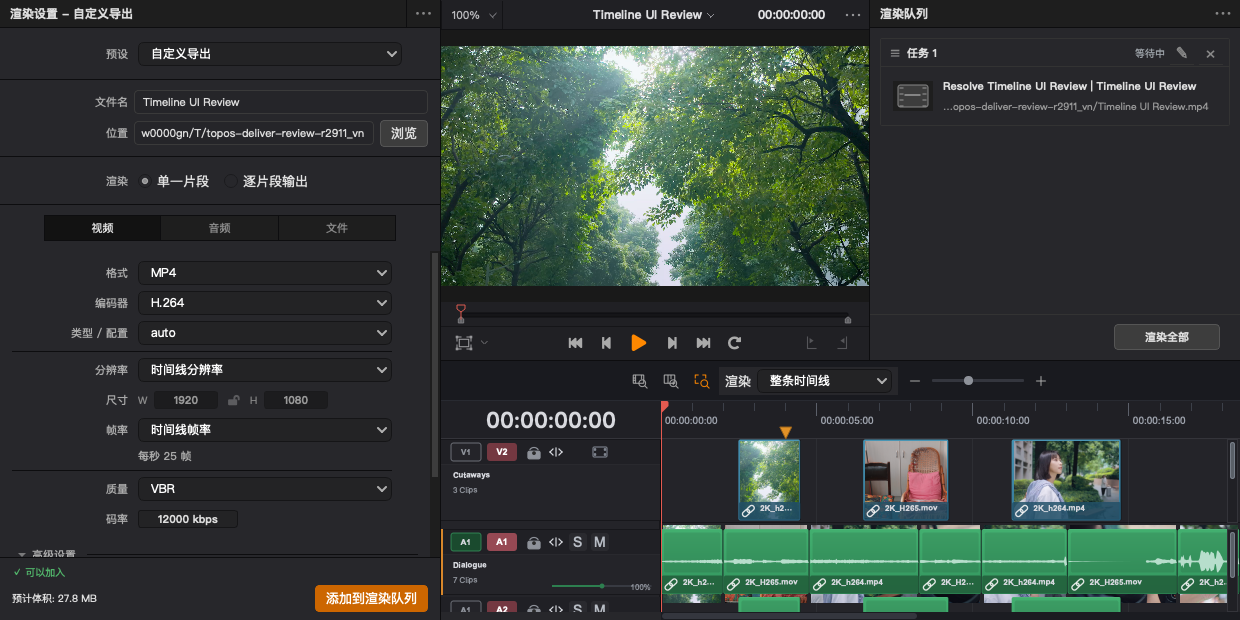 渲染设置 – 自定义导出
预设
自定义导出
文件名
Timeline UI Review
位置
w0000gn/T/topos-deliver-review-r2911_vn
浏览
渲染
单一片段
逐片段输出
视频
音频
文件
格式
MP4
编码器
H.264
类型 / 配置
auto
分辨率
时间线分辨率
尺寸
W
1920
H
1080
帧率
时间线帧率
每秒 25 帧
质量
VBR
码率
12000 kbps
高级设置
✓ 可以加入
预计体积: 27.8 MB
添加到渲染队列
100%
Timeline UI Review
00:00:00:00
渲染队列
任务 1
等待中
Resolve Timeline UI Review | Timeline UI Review
...opos-deliver-review-r2911_vn/Timeline UI Review.mp4
渲染全部
渲染
整条时间线
00:00:00:00
00:00:00:00
00:00:05:00
00:00:10:00
00:00:15:00
V1
V2
Cutaways
3 Clips
2K_h2...
2K_H265.mov
2K_h264.mp4
A1
A1
S
M
Dialogue
7 Clips
100%
2K_h2...
2K_H265.mov
2K_h264.mp4
2K_H2...
2K_h264.mp4
2K_H265.mov
2K_h2.
A1
A2
S
M